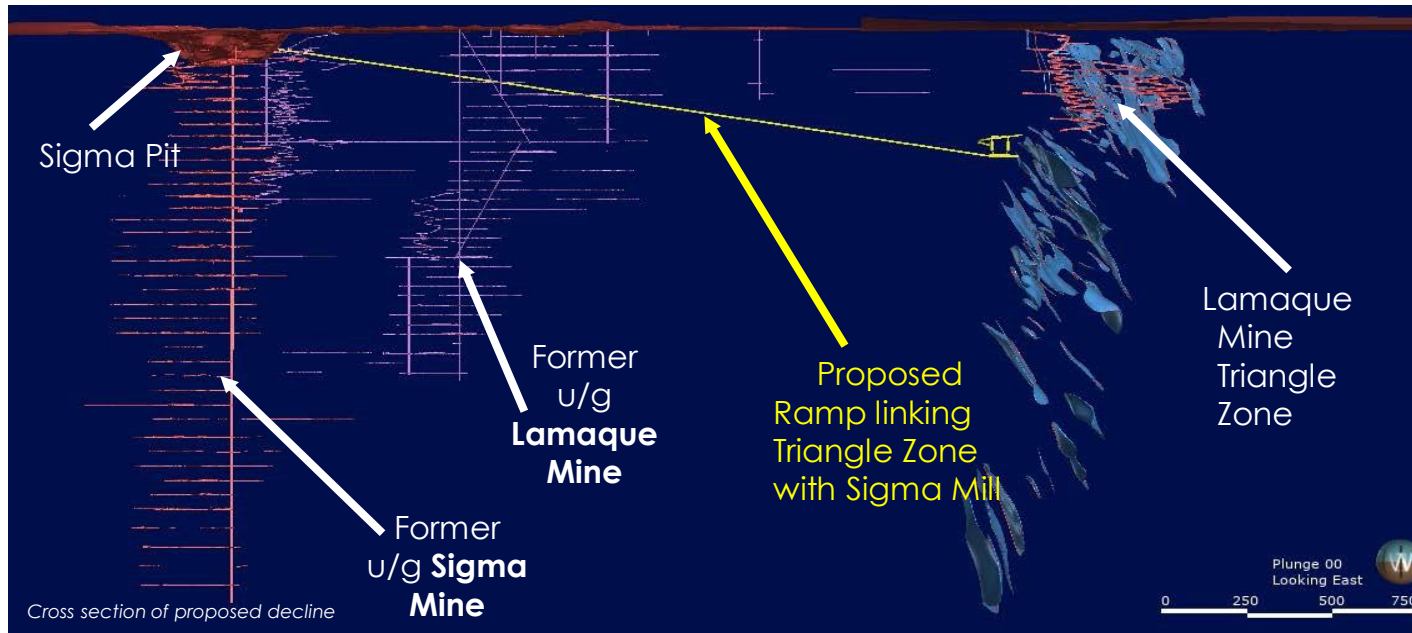 Sigma Pit
Former
u/g
Lamaque
Mine
Former
u/g Sigma
Mine
Proposed
Ramp linking
Triangle Zone
with Sigma Mill
Lamaque
Mine
Triangle
Zone
Cross section of proposed decline
Plunge 00
Looking East
W
0 250 500 750